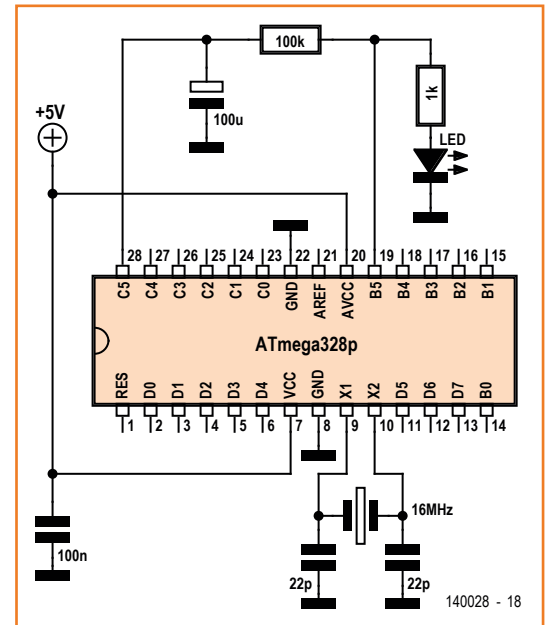 100k
1k
100u
+5V
LED
28 27 26 25 24 23 22 21 20 19 18 17 16 15
C5 C4 C3 C2 C1 C0 GND AREF AVCC B5 B4 B3 B2 B1
ATmega328p
RES D0 D1 D2 D3 D4 VCC GND X1 X2 D5 D6 D7 B0
1 2 3 4 5 6 7 8 9 10 11 12 13 14
16MHz
100n
22p
22p
140028 - 18